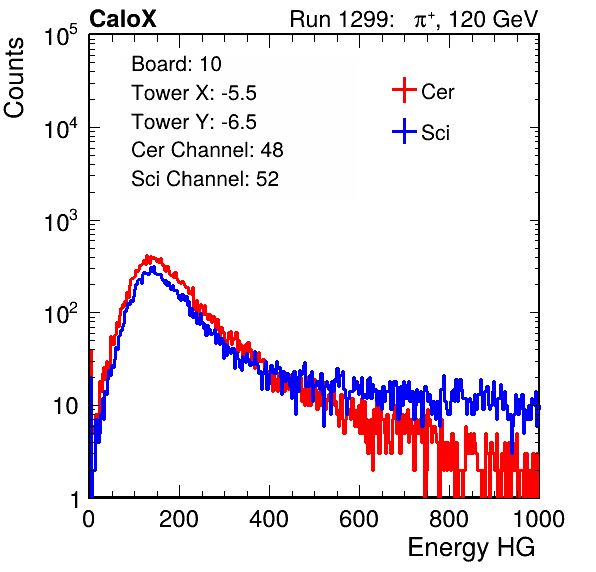 CaloX Run 1299: π⁺, 120 GeV
Counts
Board: 10
Tower X: -5.5
Tower Y: -6.5
Cer Channel: 48
Sci Channel: 52
Cer
Sci
10⁵
10⁴
10³
10²
10
1
0 200 400 600 800 1000
Energy HG